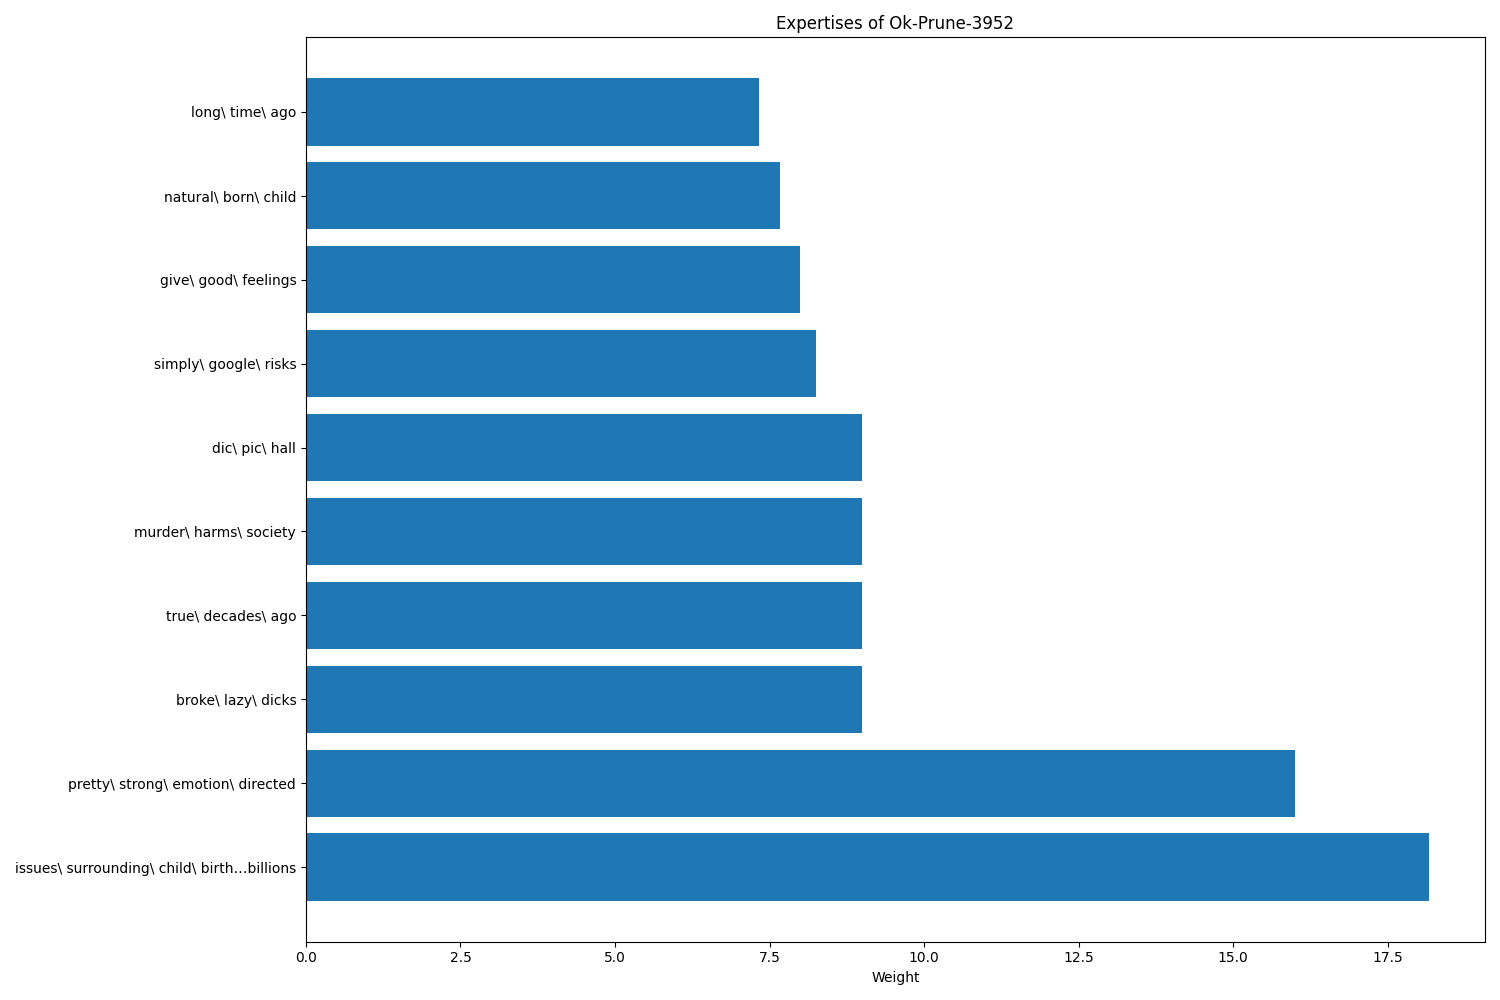 Expertises of Ok-Prune-3952
long\ time\ ago
natural\ born\ child
give\ good\ feelings
simply\ google\ risks
dic\ pic\ hall
murder\ harms\ society
true\ decades\ ago
broke\ lazy\ dicks
pretty\ strong\ emotion\ directed
issues\ surrounding\ child\ birth…billions
0.0 2.5 5.0 7.5 10.0 12.5 15.0 17.5
Weight